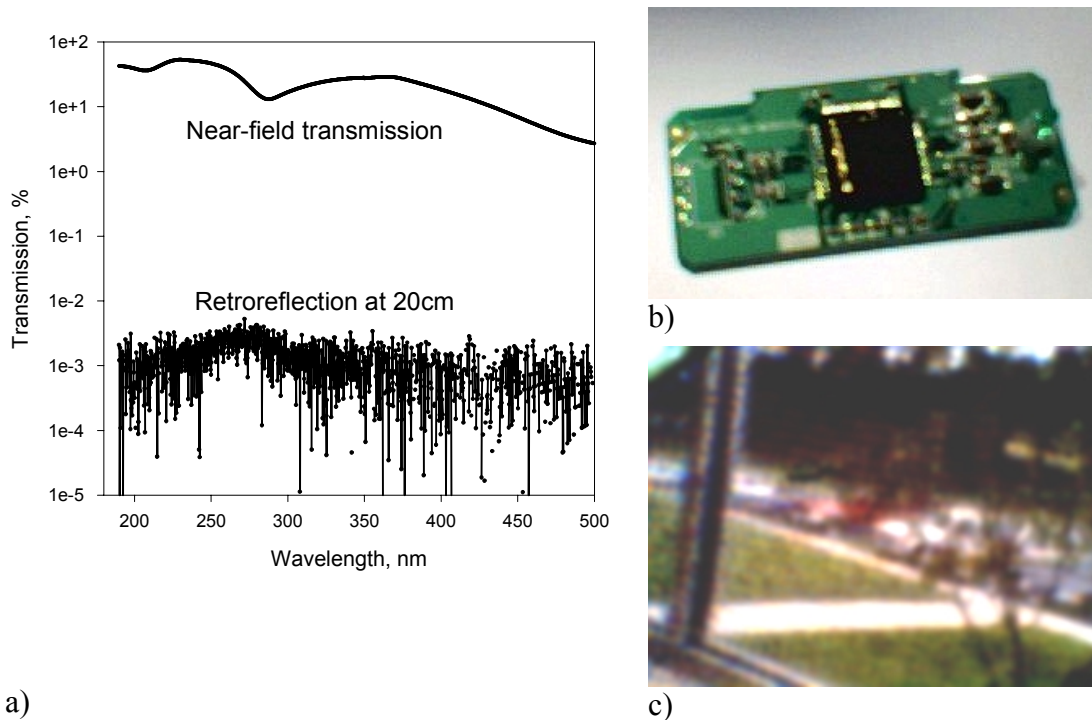 1e+2
1e+1
1e+0
1e-1
1e-2
1e-3
1e-4
1e-5
Transmission, %
Near-field transmission
Retroreflection at 20cm
200 250 300 350 400 450 500
Wavelength, nm
a)
b)
c)